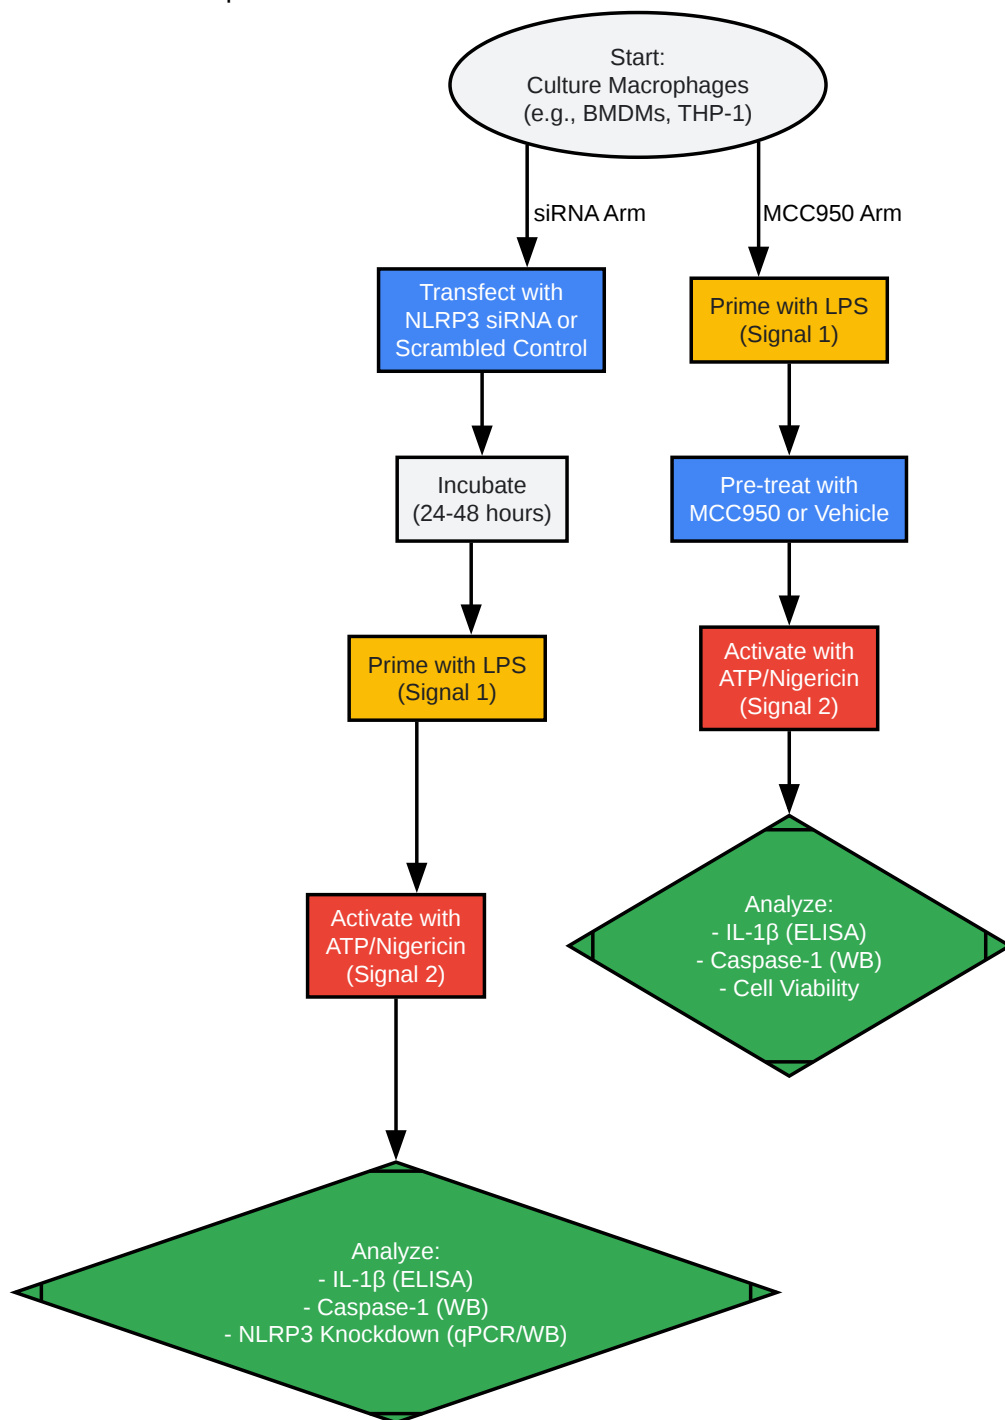 Start:
Culture Macrophages
(e.g., BMDMs, THP-1)
siRNA Arm
MCC950 Arm
Transfect with
NLRP3 siRNA or
Scrambled Control
Prime with LPS
(Signal 1)
Incubate
(24-48 hours)
Pre-treat with
MCC950 or Vehicle
Prime with LPS
(Signal 1)
Activate with
ATP/Nigericin
(Signal 2)
Activate with
ATP/Nigericin
(Signal 2)
Analyze:
- IL-1β (ELISA)
- Caspase-1 (WB)
- Cell Viability
Analyze:
- IL-1β (ELISA)
- Caspase-1 (WB)
- NLRP3 Knockdown (qPCR/WB)